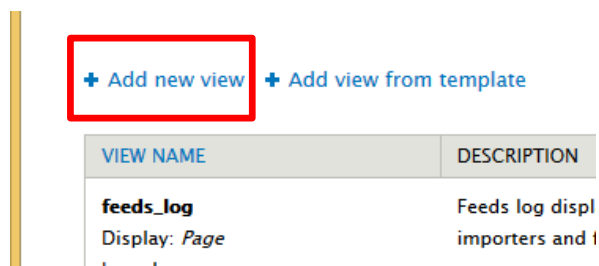 + Add new view + Add view from template
VIEW NAME DESCRIPTION
feeds_log Feeds log displ
Display: Page importers and f